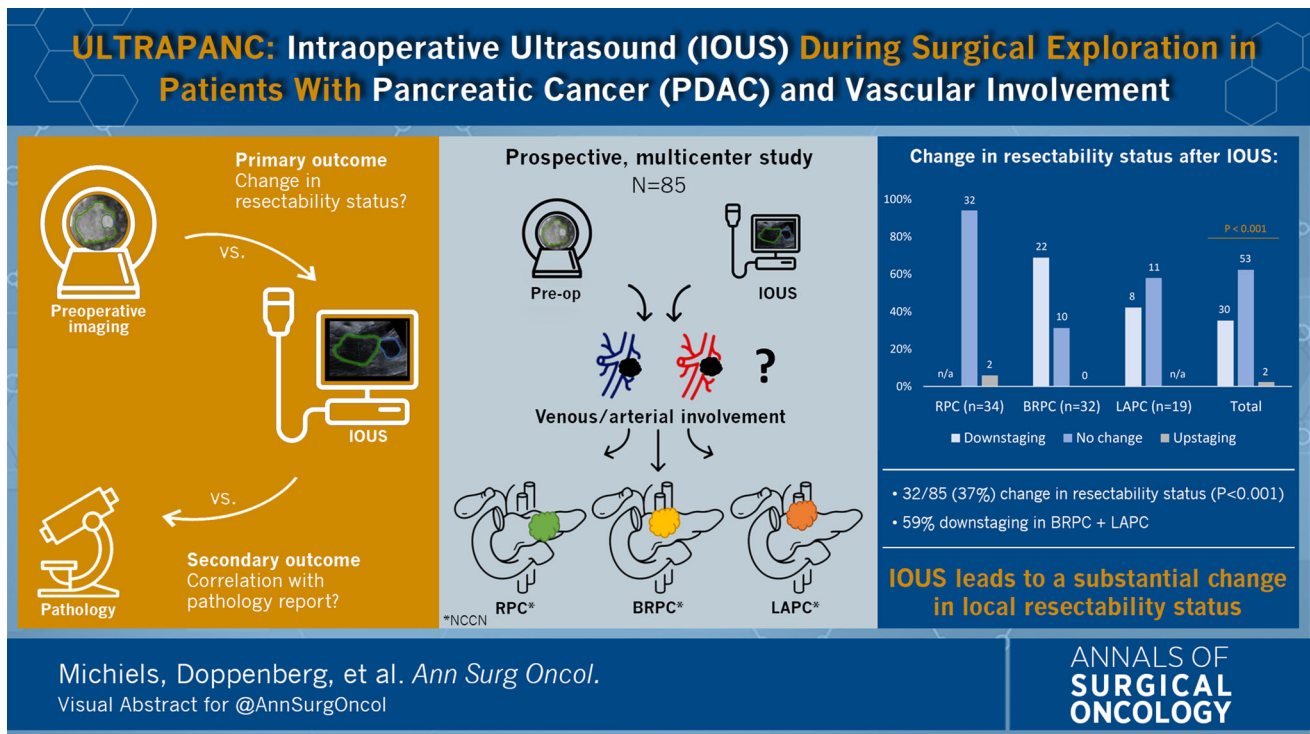 ULTRAPANC: Intraoperative Ultrasound (IOUS) During Surgical Exploration in
Patients With Pancreatic Cancer (PDAC) and Vascular Involvement
Primary outcome
Change in
resectability status?
vs.
Preoperative
imaging
IOUS
vs.
Secondary outcome
Correlation with
pathology report?
Pathology
Prospective, multicenter study
N=85
Pre-op
IOUS
?
Venous/arterial involvement
RPC*
BRPC*
LAPC*
*NCCN
Change in resectability status after IOUS:
100%
80%
60%
40%
20%
0%
n/a
32
2
22
10
0
8
11
n/a
P < 0.001
30
53
2
RPC (n=34)
BRPC (n=32)
LAPC (n=19)
Total
Downstaging
No change
Upstaging
• 32/85 (37%) change in resectability status (P<0.001)
• 59% downstaging in BRPC + LAPC
IOUS leads to a substantial change
in local resectability status
Michiels, Doppenberg, et al. Ann Surg Oncol.
Visual Abstract for @AnnSurgOncol
ANNALS OF
SURGICAL
ONCOLOGY